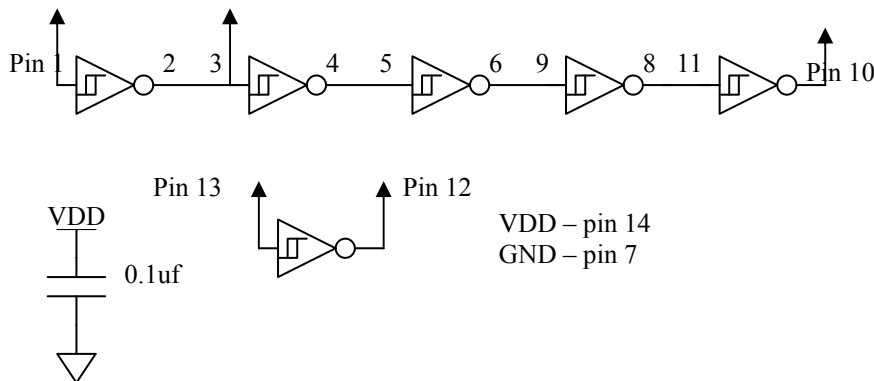 Pin 1 2 3 4 5 6 9 8 11 Pin 10
Pin 13 Pin 12
VDD
VDD – pin 14
GND – pin 7
0.1uf